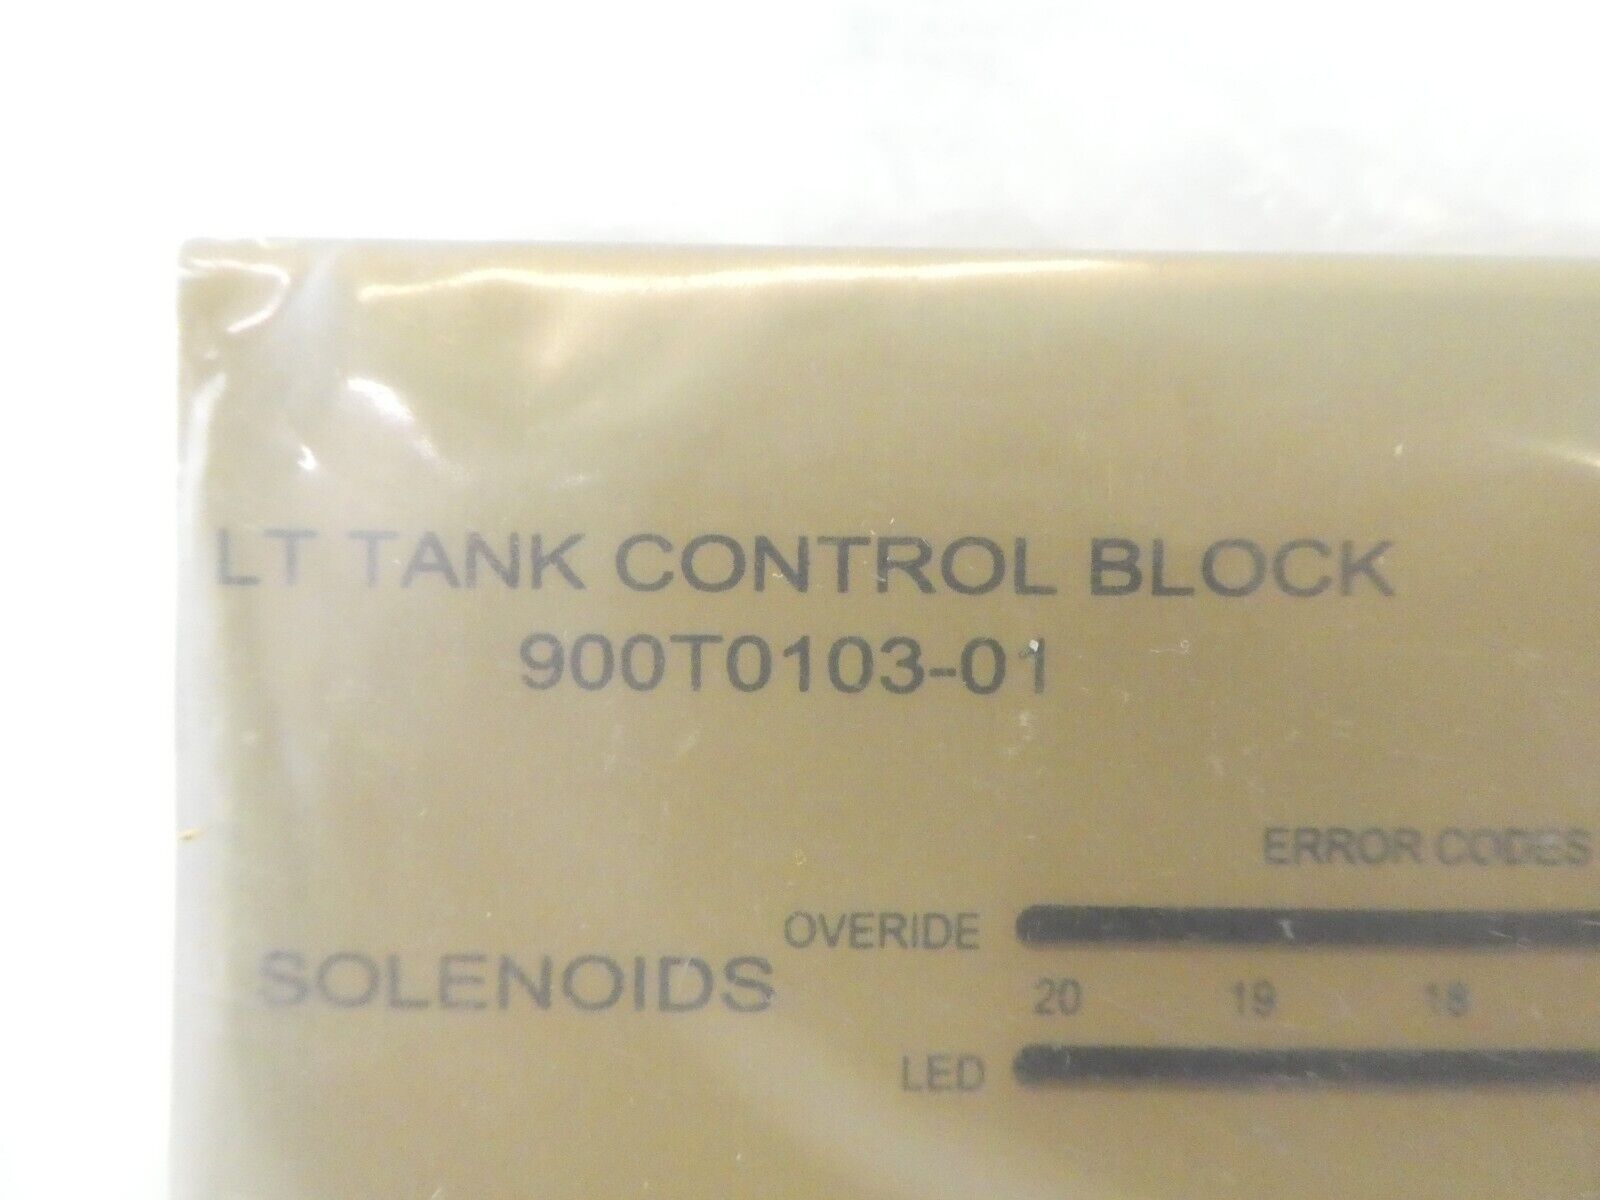 LT TANK CONTROL BLOCK
900T0103-01
ERROR CODES
OVERIDE
SOLENOIDS
20 19 18
LED